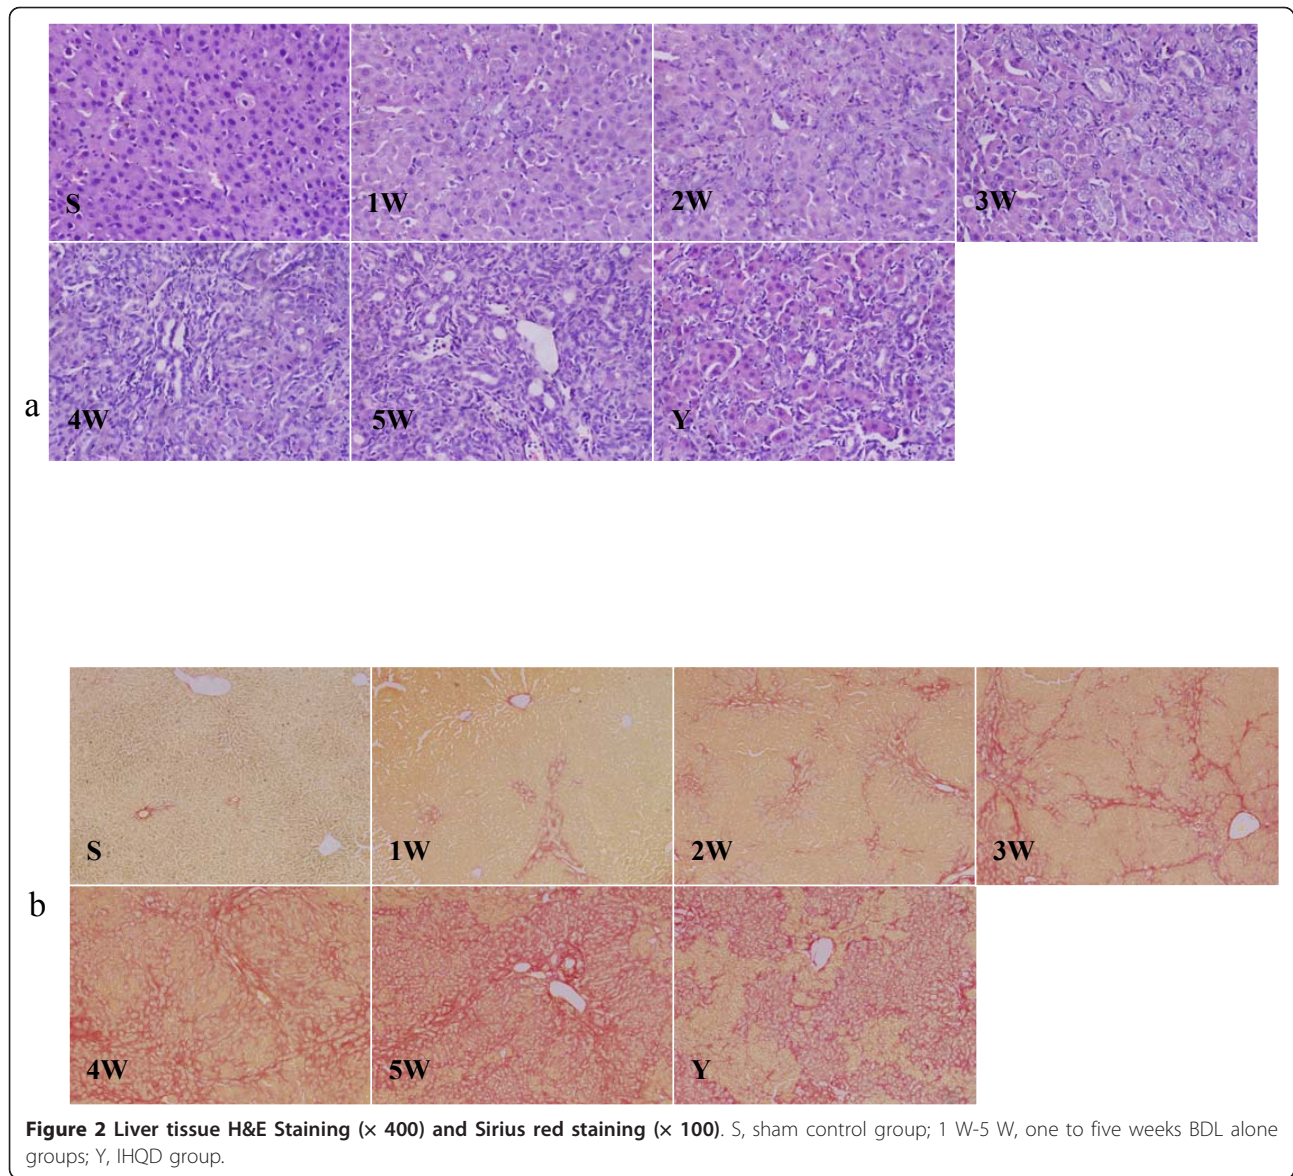 S
1W
2W
3W
a
4W
5W
Y
S
1W
2W
3W
b
4W
5W
Y
Figure 2 Liver tissue H&E Staining (× 400) and Sirius red staining (× 100). S, sham control group; 1 W-5 W, one to five weeks BDL alone
groups; Y, IHQD group.